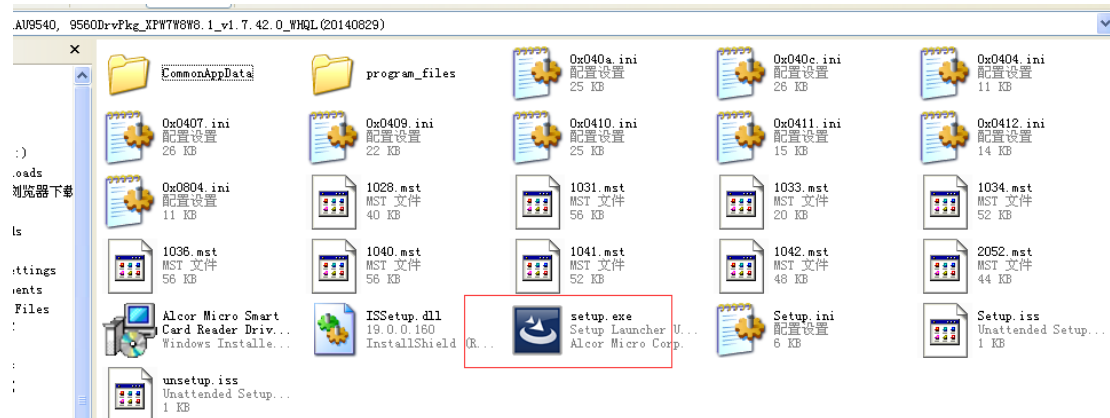 AU9540, 9560DrvPkg_XPW7W8W8.1_v1.7.42.0_WHQL(20140829)
CommonAppData
program_files
0x040a.ini
配置设置
25 KB
0x040c.ini
配置设置
26 KB
0x0404.ini
配置设置
11 KB
0x0407.ini
配置设置
26 KB
0x0409.ini
配置设置
22 KB
0x0410.ini
配置设置
25 KB
0x0411.ini
配置设置
15 KB
0x0412.ini
配置设置
14 KB
:)
oads
浏览器下载
0x0804.ini
配置设置
11 KB
1028.mst
MST 文件
40 KB
1031.mst
MST 文件
56 KB
1033.mst
MST 文件
20 KB
1034.mst
MST 文件
52 KB
ls
ettings
ents
Files
1036.mst
MST 文件
56 KB
1040.mst
MST 文件
56 KB
1041.mst
MST 文件
52 KB
1042.mst
MST 文件
48 KB
2052.mst
MST 文件
44 KB
Alcor Micro Smart
Card Reader Driv...
Windows Installe...
ISSetup.dll
19.0.0.160
InstallShield (R...
setup.exe
Setup Launcher U...
Alcor Micro Corp.
Setup.ini
配置设置
6 KB
Setup.iss
Unattended Setup...
1 KB
unsetup.iss
Unattended Setup...
1 KB